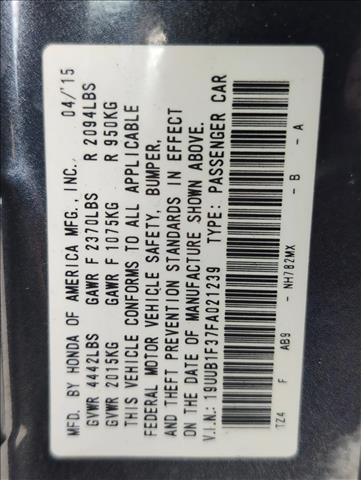 MFD. BY HONDA OF AMERICA MFG., INC. 04/'15
GVWR 4442LBS GAWR F 2370LBS R 2094LBS
GVWR 2015KG GAWR F 1075KG R 950KG
THIS VEHICLE CONFORMS TO ALL APPLICABLE
FEDERAL MOTOR VEHICLE SAFETY, BUMPER,
AND THEFT PREVENTION STANDARDS IN EFFECT
ON THE DATE OF MANUFACTURE SHOWN ABOVE.
V.I.N.: 19UUB1F37FA021239 TYPE: PASSENGER CAR
TZ4 F AB9 - NH782MX - B - A